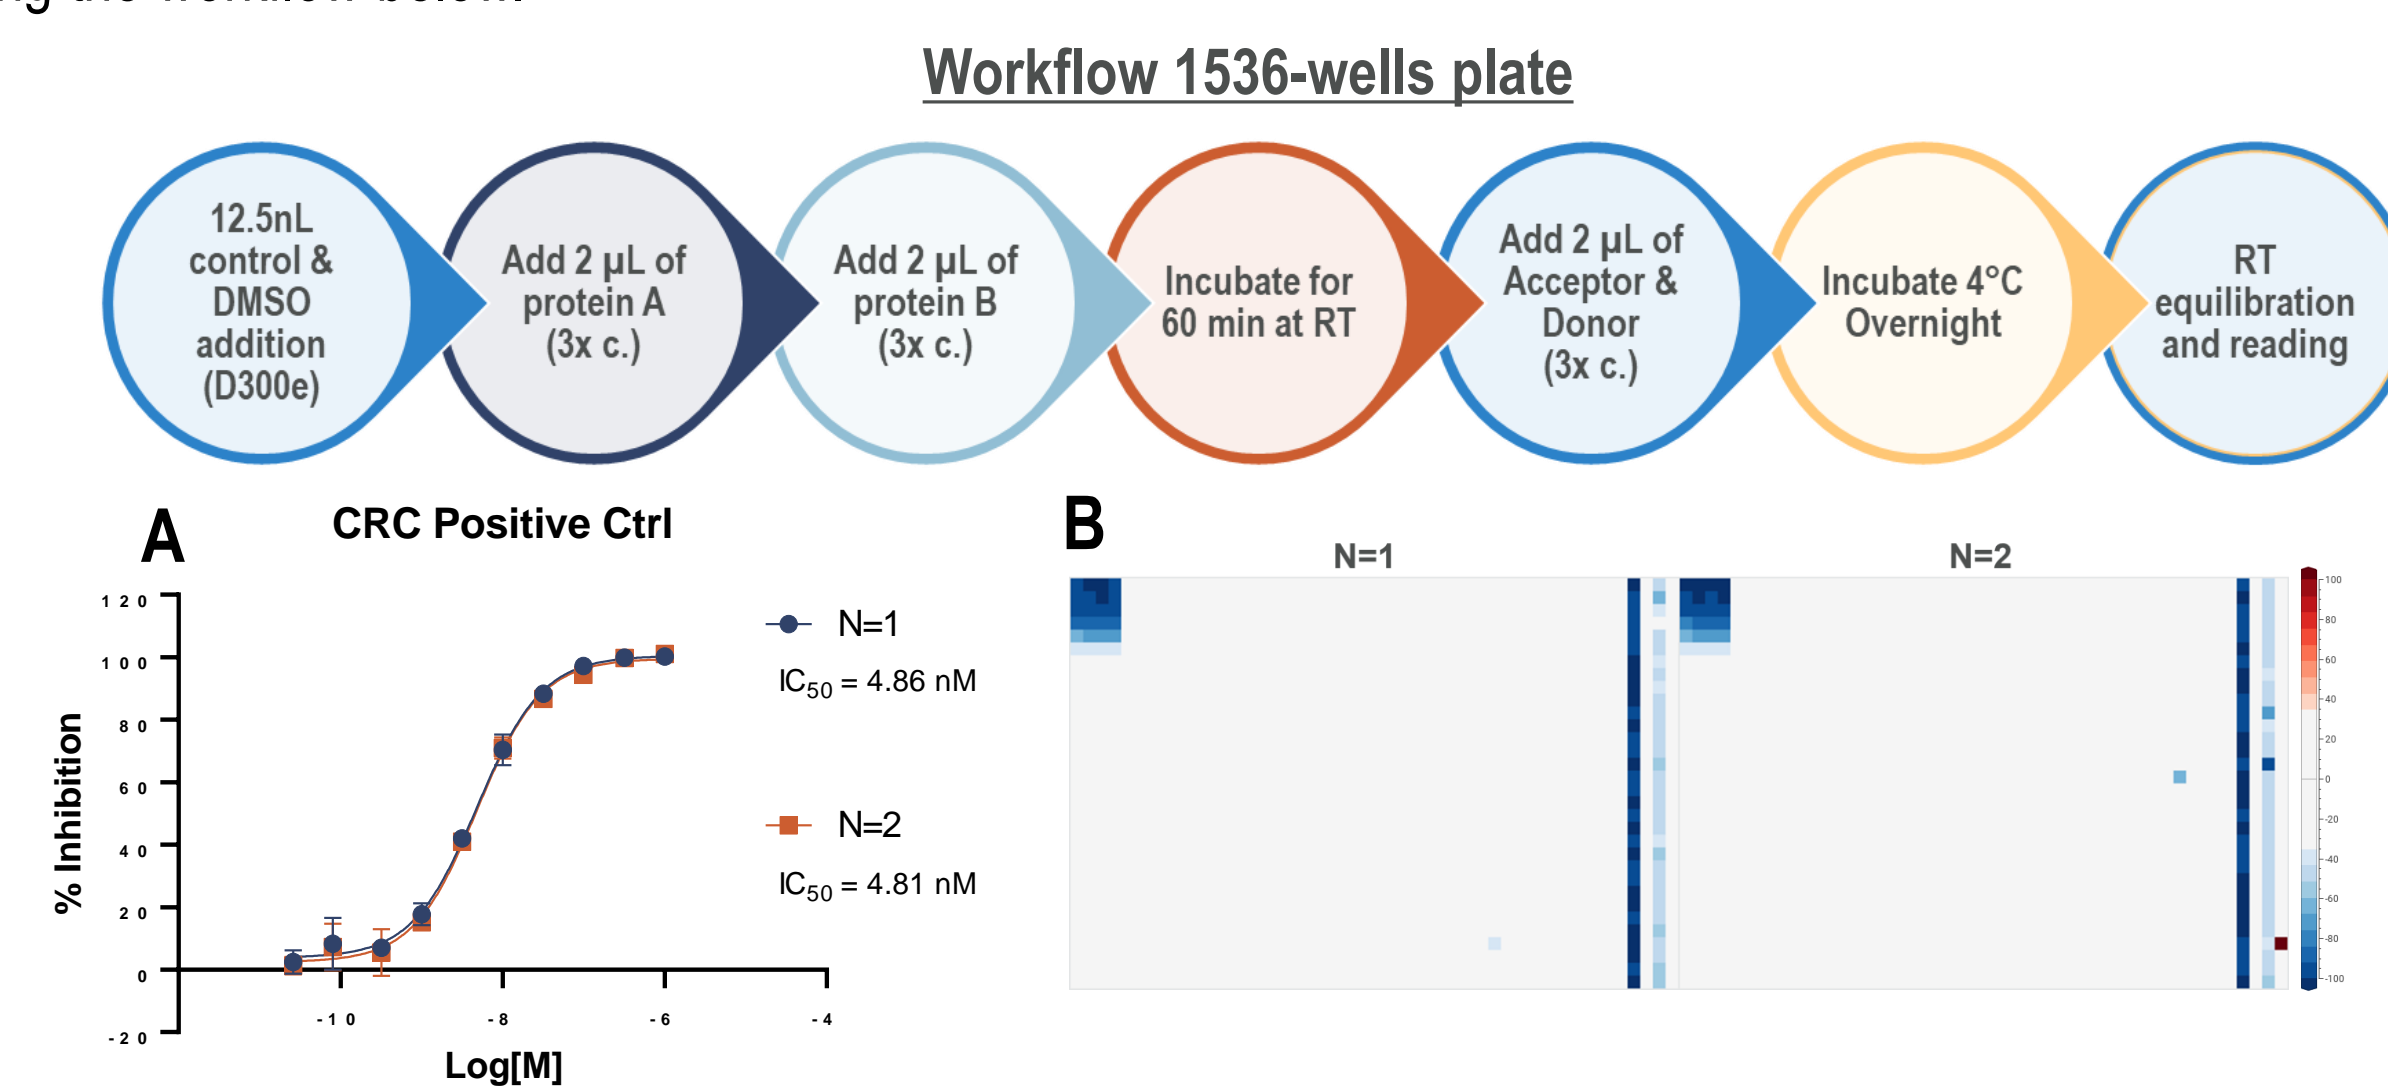 ng the workflow below.
Workflow 1536-wells plate
12.5nL
control &
DMSO
addition
(D300e)
Add 2 µL of
protein A
(3x c.)
Add 2 µL of
protein B
(3x c.)
Incubate for
60 min at RT
Add 2 µL of
Acceptor &
Donor
(3x c.)
Incubate 4°C
Overnight
RT
equilibration
and reading
A
CRC Positive Ctrl
120
100
80
60
40
20
0
-20
% Inhibition
-10
-8
-6
-4
Log[M]
N=1
IC50 = 4.86 nM
N=2
IC50 = 4.81 nM
B
N=1
N=2
100
80
60
40
20
0
-20
-40
-60
-80
-100